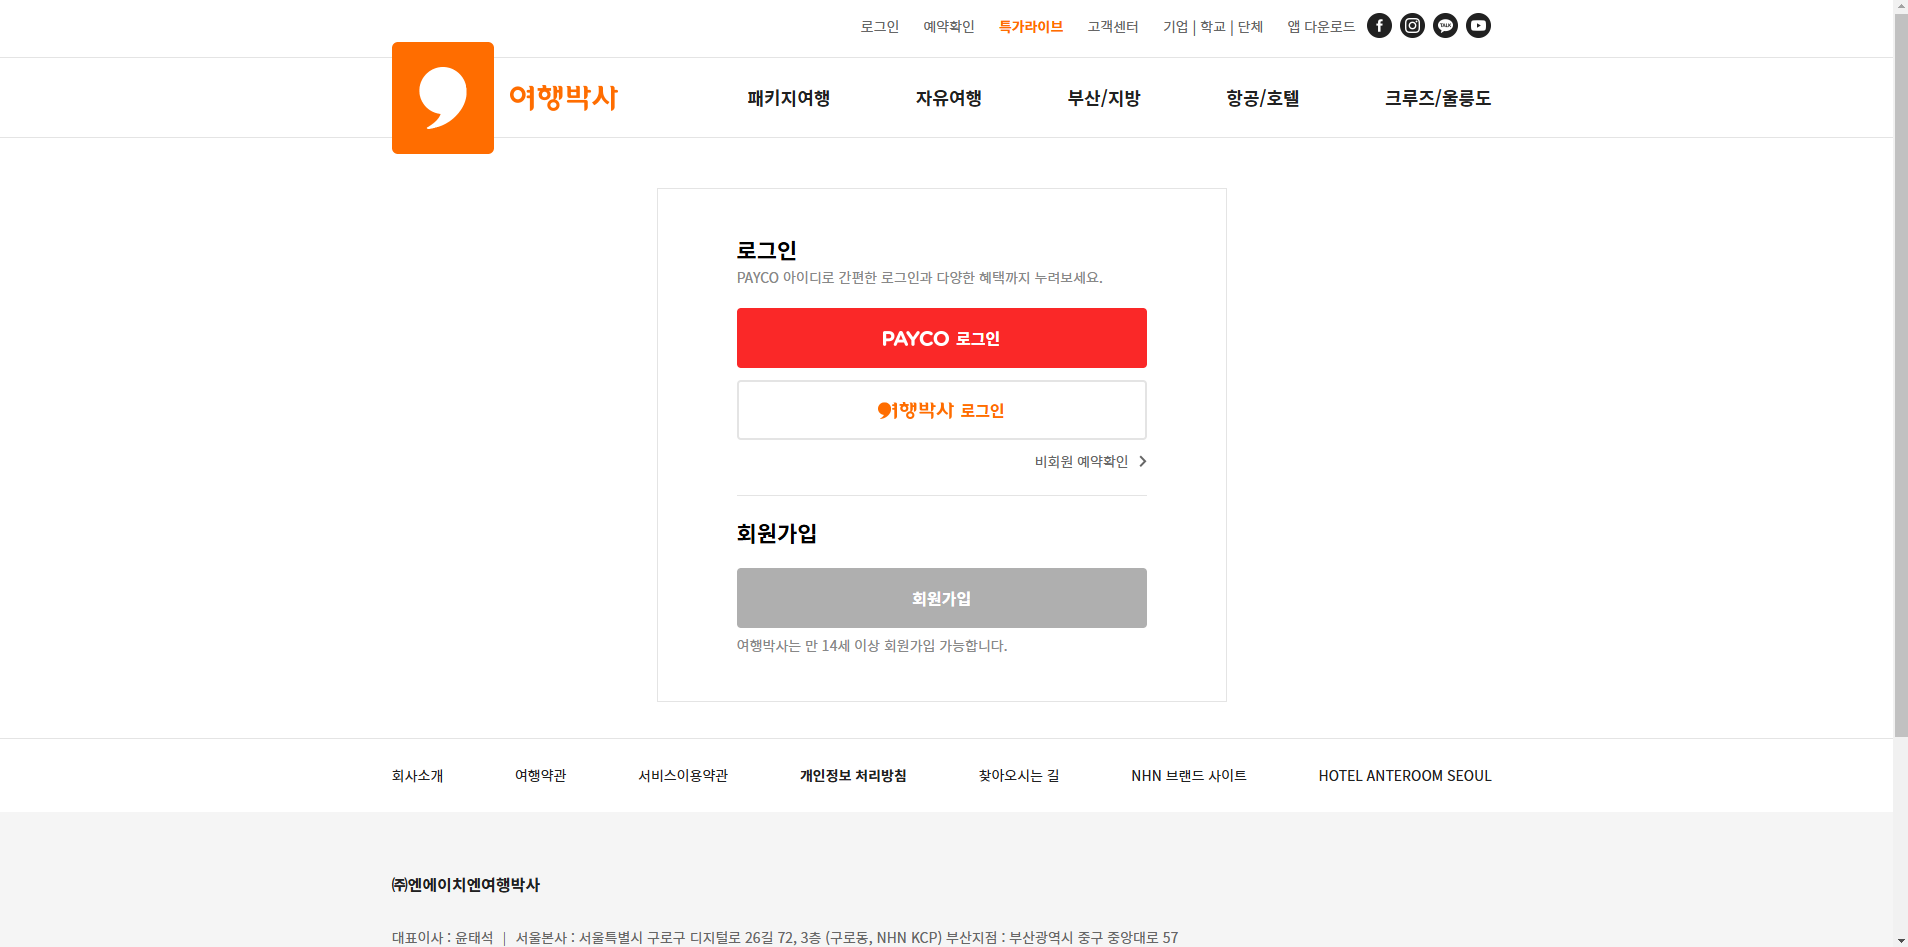 로그인 예약확인 특가라이브 고객센터 기업 | 학교 | 단체 앱 다운로드 TALK
여행박사
패키지여행 자유여행 부산/지방 항공/호텔 크루즈/울릉도
로그인
PAYCO 아이디로 간편한 로그인과 다양한 혜택까지 누려보세요.
PAYCO 로그인
여행박사 로그인
비회원 예약확인
회원가입
회원가입
여행박사는 만 14세 이상 회원가입 가능합니다.
회사소개 여행약관 서비스이용약관 개인정보 처리방침 찾아오시는 길 NHN 브랜드 사이트 HOTEL ANTEROOM SEOUL
㈜엔에이치엔여행박사
대표이사 : 윤태석 | 서울본사 : 서울특별시 구로구 디지털로 26길 72, 3층 (구로동, NHN KCP) 부산지점 : 부산광역시 중구 중앙대로 57